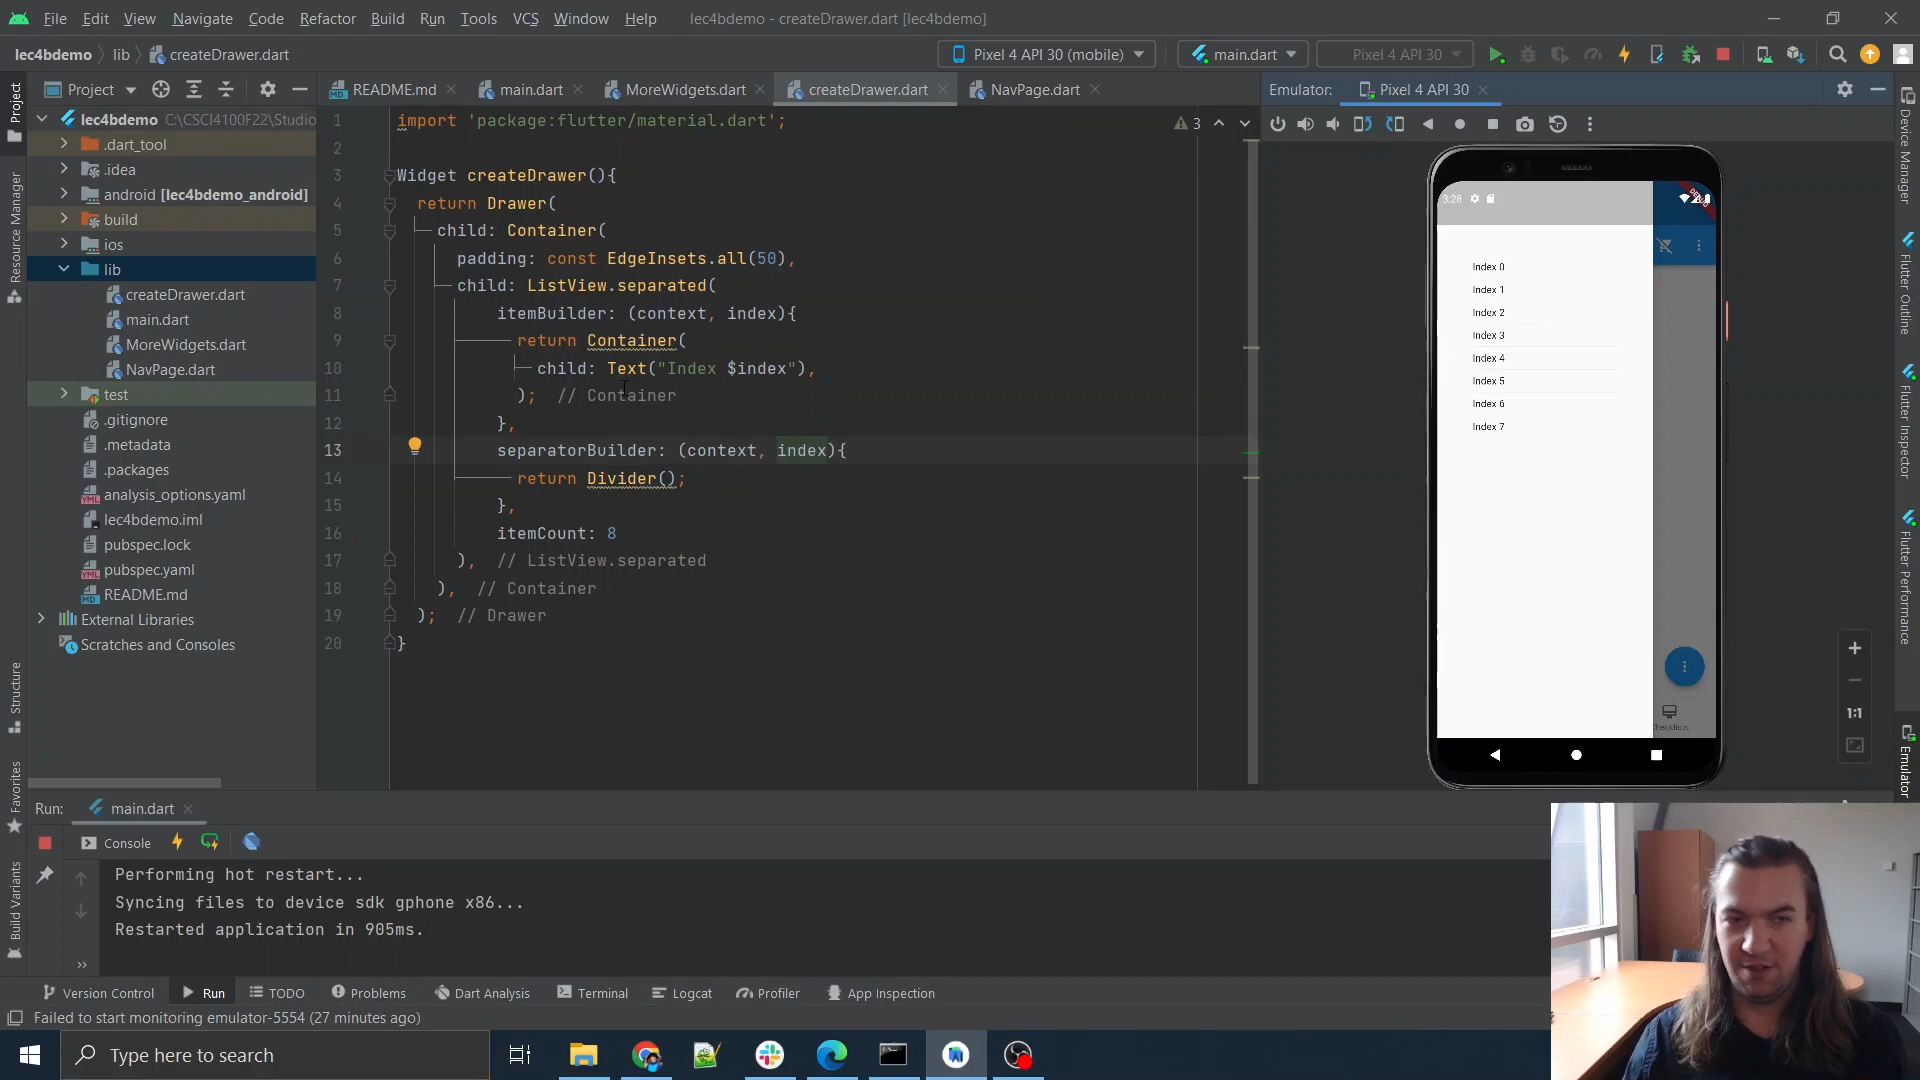 File Edit View Navigate Code Refactor Build Run Tools VCS Window Help lec4bdemo - createDrawer.dart [lec4bdemo]
lec4bdemo lib createDrawer.dart Pixel 4 API 30 (mobile) main.dart Pixel 4 API 30
Project README.md main.dart MoreWidgets.dart createDrawer.dart NavPage.dart Emulator: Pixel 4 API 30
lec4bdemo C:\CSCI4100F22\Studio
.dart_tool
.idea
android [lec4bdemo_android]
build
ios
lib
createDrawer.dart
main.dart
MoreWidgets.dart
NavPage.dart
test
.gitignore
.metadata
.packages
analysis_options.yaml
lec4bdemo.iml
pubspec.lock
pubspec.yaml
README.md
External Libraries
Scratches and Consoles
Project
Resource Manager
Structure
Favorites
Build Variants
1 import 'package:flutter/material.dart'; 3
2
3 Widget createDrawer(){
4 return Drawer(
5 child: Container(
6 padding: const EdgeInsets.all(50),
7 child: ListView.separated(
8 itemBuilder: (context, index){
9 return Container(
10 child: Text("Index $index"),
11 ); // Container
12 },
13 separatorBuilder: (context, index){
14 return Divider();
15 },
16 itemCount: 8
17 ), // ListView.separated
18 ), // Container
19 ); // Drawer
20 }
3:28
DEBUG
Index 0
Index 1
Index 2
Index 3
Index 4
Index 5
Index 6
Index 7
Checklists
1:1
Device Manager
Flutter Outline
Flutter Inspector
Flutter Performance
Emulator
Run: main.dart
Console
Performing hot restart...
Syncing files to device sdk gphone x86...
Restarted application in 905ms.
Version Control Run TODO Problems Dart Analysis Terminal Logcat Profiler App Inspection
Failed to start monitoring emulator-5554 (27 minutes ago)
Type here to search